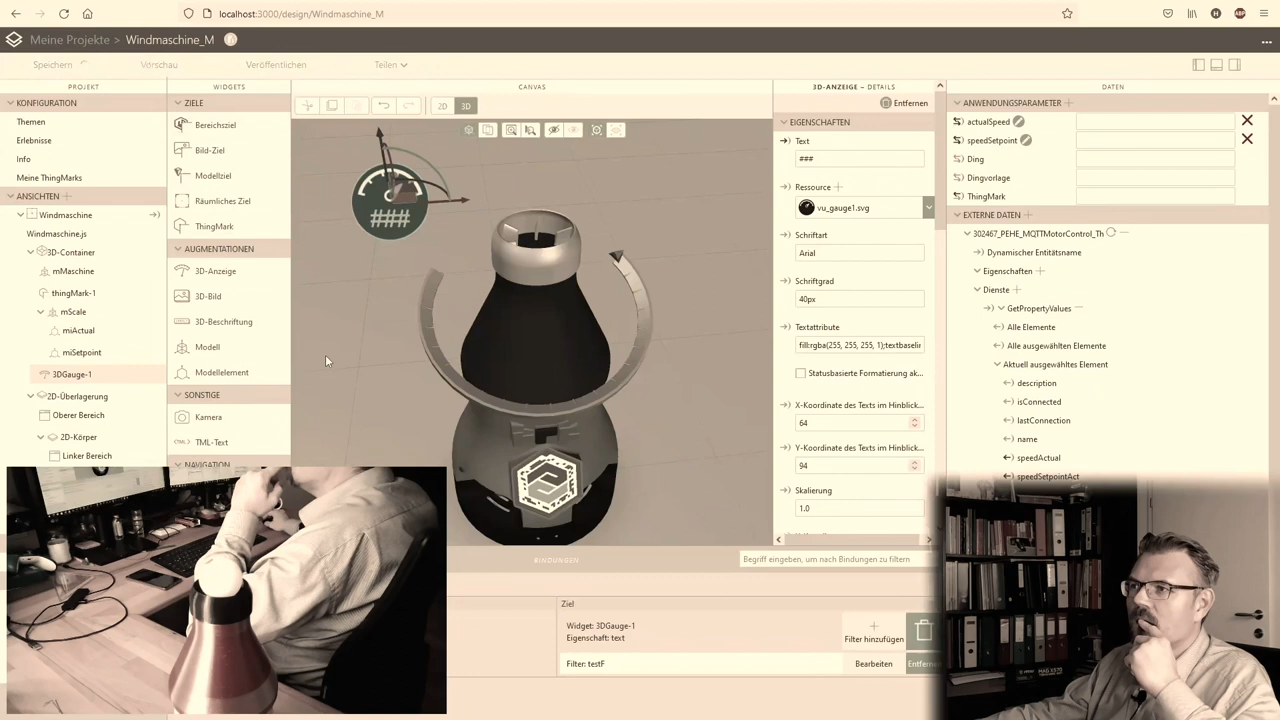 localhost:3000/design/Windmaschine_M
Meine Projekte > Windmaschine_M
Speichern
Vorschau
Veröffentlichen
Teilen
PROJEKT
KONFIGURATION
Themen
Erlebnisse
Info
Meine ThingMarks
ANSICHTEN
Windmaschine
Windmaschine.js
3D-Container
mMaschine
thingMark-1
mScale
miActual
miSetpoint
3DGauge-1
2D-Überlagerung
Oberer Bereich
2D-Körper
Linker Bereich
WIDGETS
ZIELE
Bereichsziel
Bild-Ziel
Modellziel
Räumliches Ziel
ThingMark
AUGMENTATIONEN
3D-Anzeige
3D-Bild
3D-Beschriftung
Modell
Modellelement
SONSTIGE
Kamera
TML-Text
NAVIGATION
CANVAS
2D
3D
####
3D-ANZEIGE – DETAILS
Entfernen
EIGENSCHAFTEN
Text
###
Ressource
vu_gauge1.svg
Schriftart
Arial
Schriftgrad
40px
Textattribute
fill:rgba(255, 255, 255, 1);textbaselin
Statusbasierte Formatierung ak...
X-Koordinate des Texts im Hinblick...
64
Y-Koordinate des Texts im Hinblick...
94
Skalierung
1.0
DATEN
ANWENDUNGSPARAMETER
actualSpeed
speedSetpoint
Ding
Dingvorlage
ThingMark
EXTERNE DATEN
302467_PEHE_MQTTMotorControl_Th
Dynamischer Entitätsname
Eigenschaften
Dienste
GetPropertyValues
Alle Elemente
Alle ausgewählten Elemente
Aktuell ausgewähltes Element
description
isConnected
lastConnection
name
speedActual
speedSetpointAct
BINDUNGEN
Begriff eingeben, um nach Bindungen zu filtern
Ziel
Widget: 3DGauge-1
Eigenschaft: text
Filter hinzufügen
Filter: testF
Bearbeiten